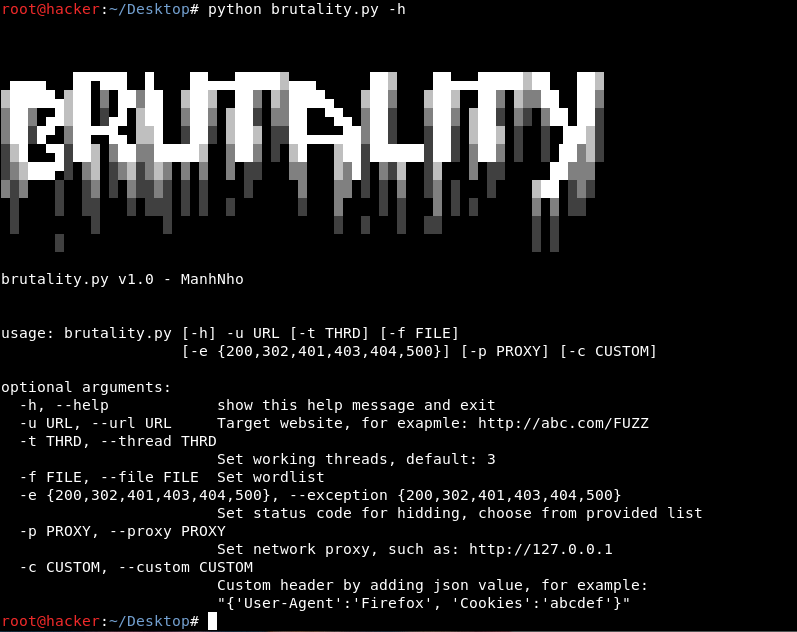 root@hacker:~/Desktop# python brutality.py -h
BRUTALITY
brutality.py v1.0 - ManhNho
usage: brutality.py [-h] -u URL [-t THRD] [-f FILE]
[-e {200,302,401,403,404,500}] [-p PROXY] [-c CUSTOM]
optional arguments:
-h, --help show this help message and exit
-u URL, --url URL Target website, for exapmle: http://abc.com/FUZZ
-t THRD, --thread THRD
Set working threads, default: 3
-f FILE, --file FILE Set wordlist
-e {200,302,401,403,404,500}, --exception {200,302,401,403,404,500}
Set status code for hidding, choose from provided list
-p PROXY, --proxy PROXY
Set network proxy, such as: http://127.0.0.1
-c CUSTOM, --custom CUSTOM
Custom header by adding json value, for example:
"{'User-Agent':'Firefox', 'Cookies':'abcdef'}"
root@hacker:~/Desktop#